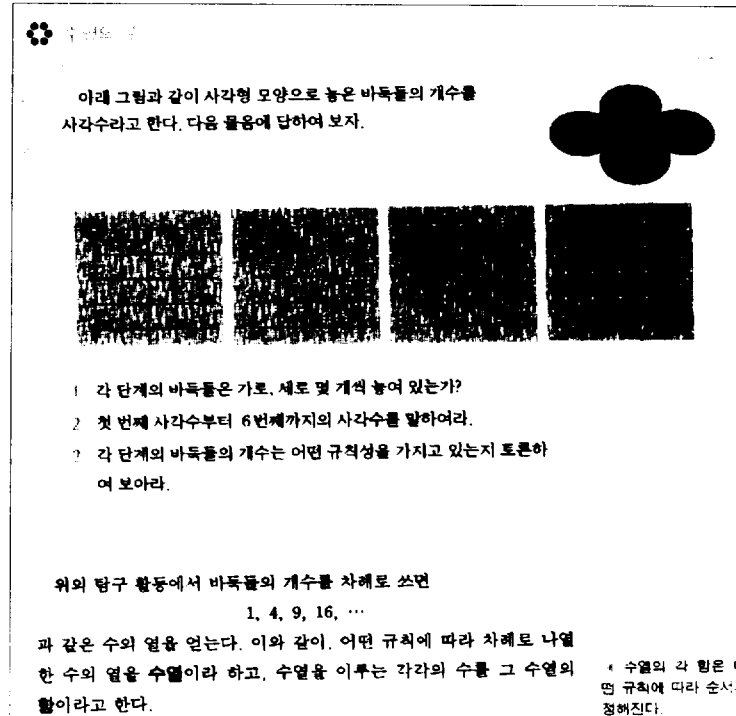 아래 그림과 같이 사각형 모양으로 놓은 바둑돌의 개수를
사각수라고 한다. 다음 물음에 답하여 보자.
1 각 단계의 바둑돌은 가로, 세로 몇 개씩 놓여 있는가?
2 첫 번째 사각수부터 6번째까지의 사각수를 말하여라.
3 각 단계의 바둑돌의 개수는 어떤 규칙성을 가지고 있는지 토론하
여 보아라.
위의 탐구 활동에서 바둑돌의 개수를 차례로 쓰면
1, 4, 9, 16, ⋯
과 같은 수의 열을 얻는다. 이와 같이, 어떤 규칙에 따라 차례로 나열
한 수의 열을 수열이라 하고, 수열을 이루는 각각의 수를 그 수열의
항이라고 한다.
수열의 각 항은
떤 규칙에 따라 순서
정해진다.